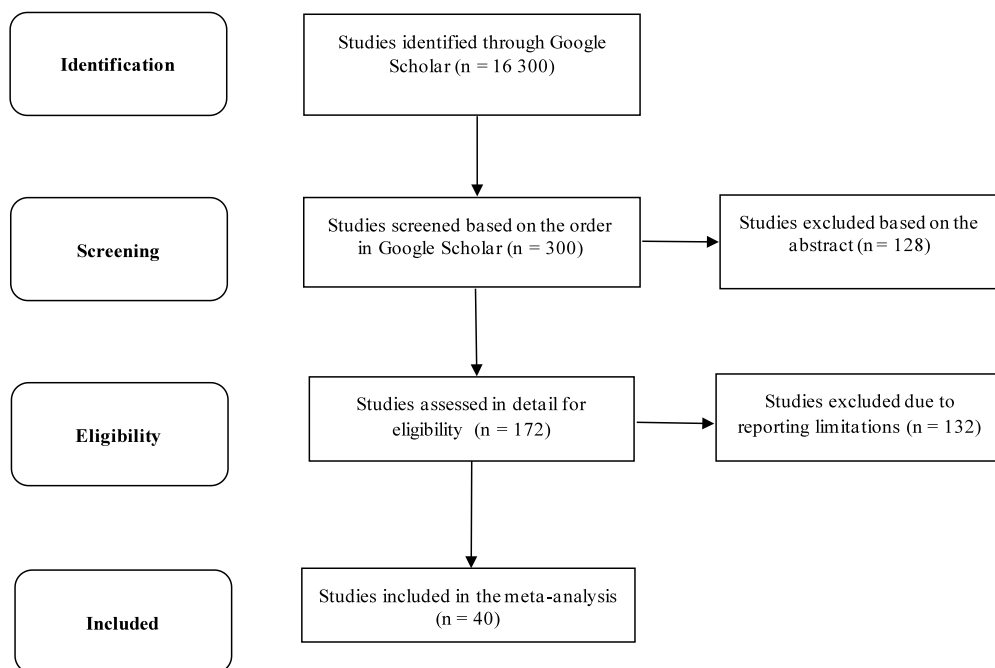 Identification
Studies identified through Google
Scholar (n = 16 300)
Screening
Studies screened based on the order
in Google Scholar (n = 300)
Studies excluded based on the
abstract (n = 128)
Eligibility
Studies assessed in detail for
eligibility (n = 172)
Studies excluded due to
reporting limitations (n = 132)
Included
Studies included in the meta-analysis
(n = 40)